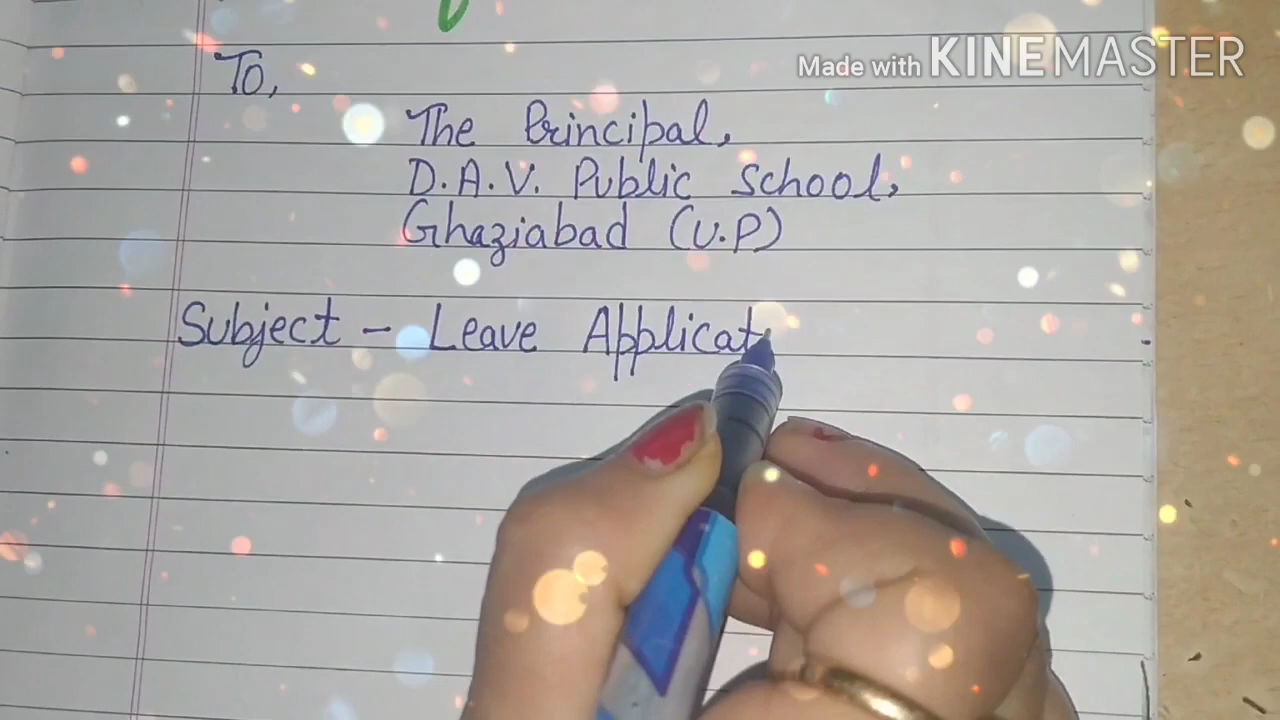 Made with KINEMASTER
To,
The Principal,
D.A.V. Public School,
Ghaziabad (U.P)
Subject - Leave Applicat